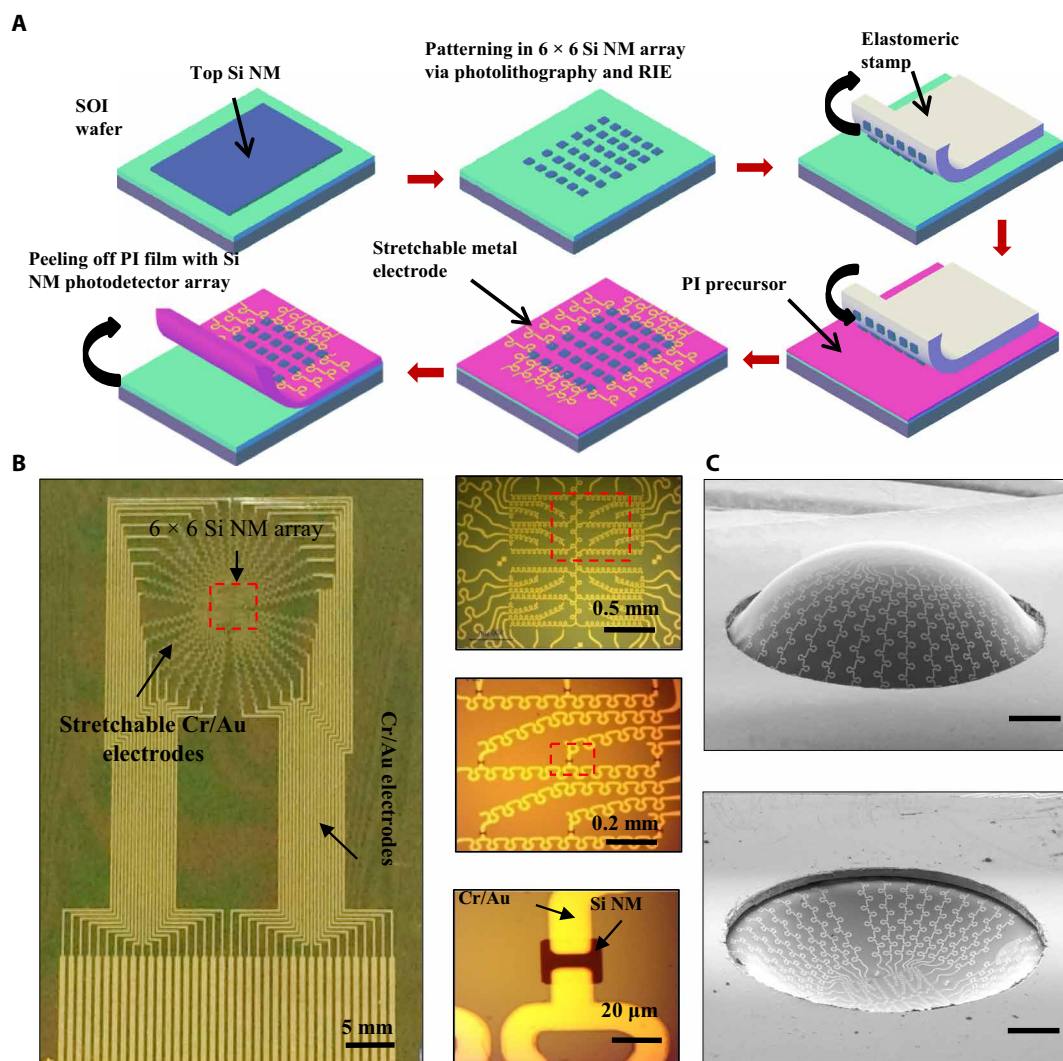 A
Top Si NM
SOI
wafer
Patterning in 6 × 6 Si NM array
via photolithography and RIE
Elastomeric
stamp
Peeling off PI film with Si
NM photodetector array
Stretchable metal
electrode
PI precursor
B
6 × 6 Si NM array
Stretchable Cr/Au
electrodes
Cr/Au electrodes
5 mm
0.5 mm
0.2 mm
Cr/Au
Si NM
20 μm
C